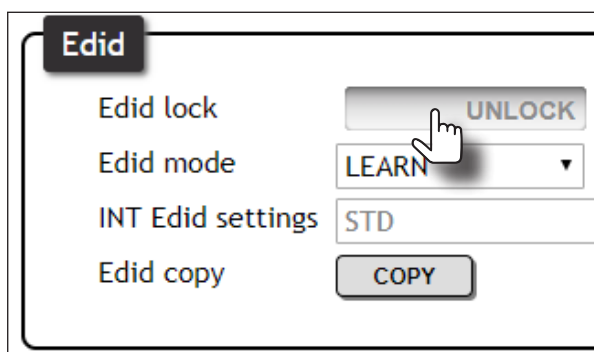 Edid
Edid lock UNLOCK
Edid mode LEARN
INT Edid settings STD
Edid copy COPY